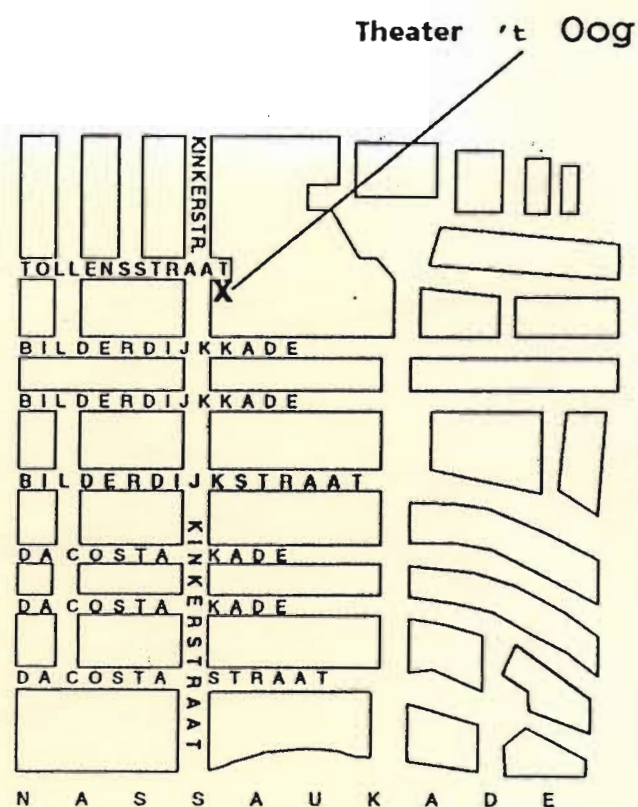 Theater 't Oog
KINKERSTR.
TOLLENSSTRAAT
X
BILDERDIJKKADE
BILDERDIJKKADE
BILDERDIJKSTRAAT
KINKERSTRAAT
DA COSTA KADE
DA COSTA KADE
DA COSTA STRAAT
NASSAUKADE